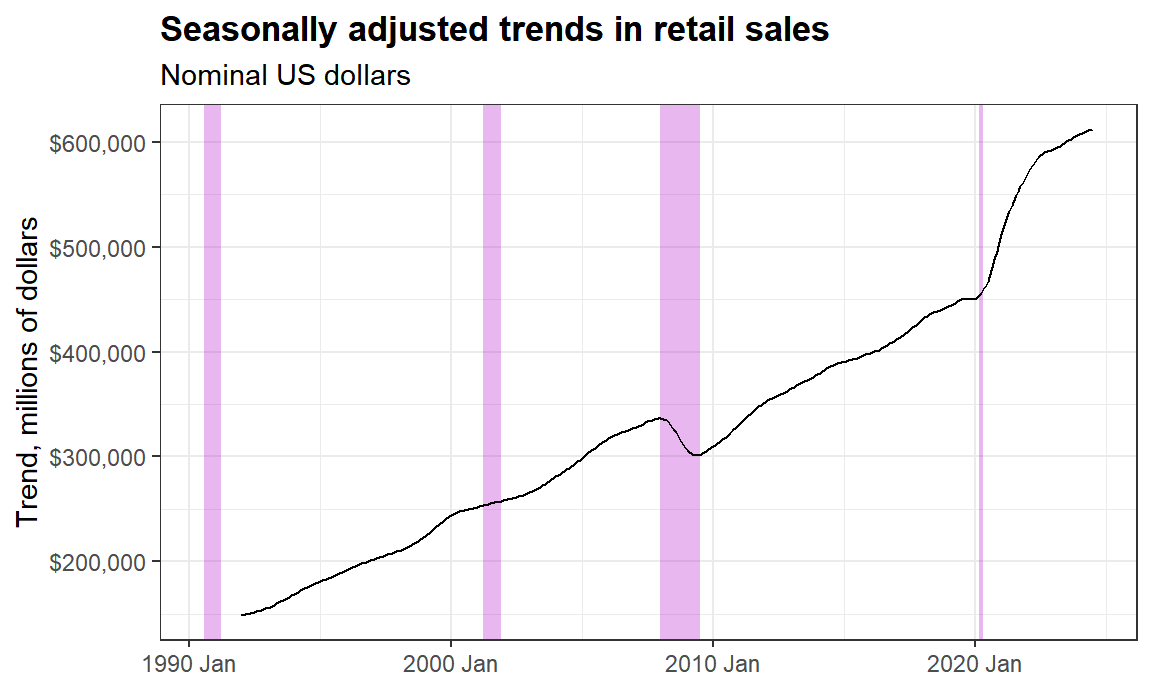 Seasonally adjusted trends in retail sales
Nominal US dollars
Trend, millions of dollars
$600,000
$500,000
$400,000
$300,000
$200,000
1990 Jan
2000 Jan
2010 Jan
2020 Jan